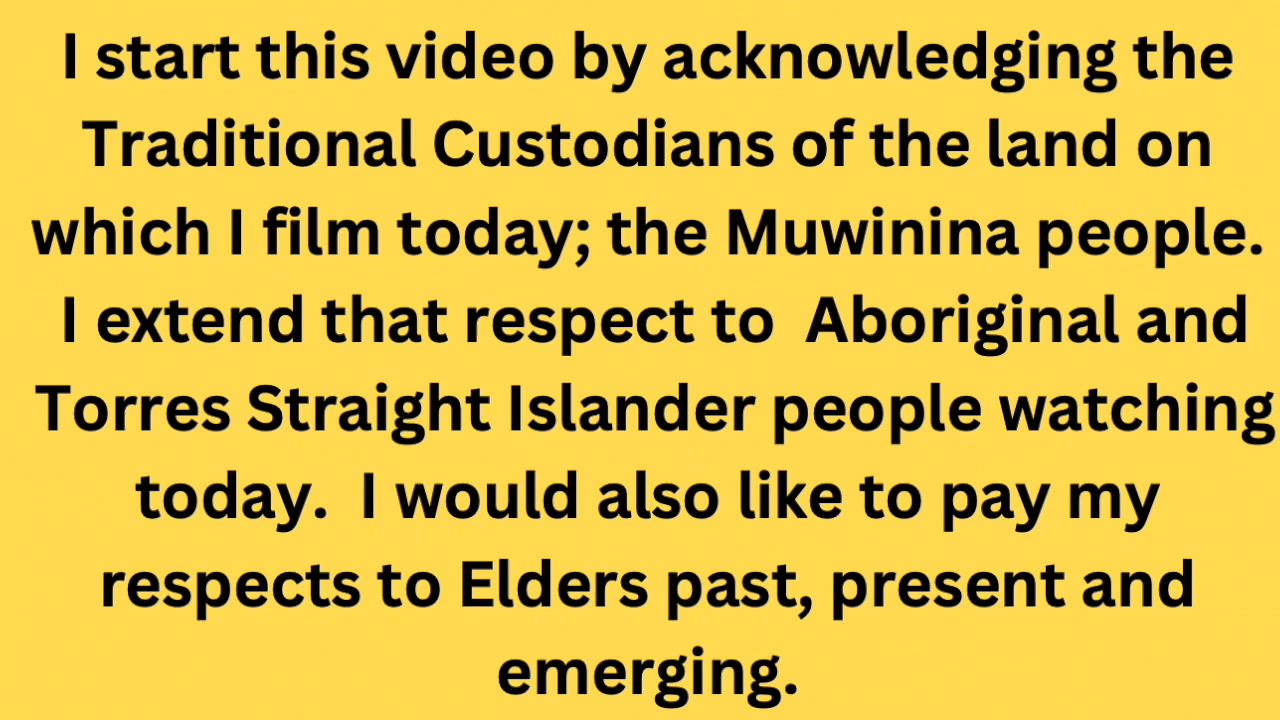 I start this video by acknowledging the
Traditional Custodians of the land on
which I film today; the Muwinina people.
I extend that respect to  Aboriginal and
Torres Straight Islander people watching
today.  I would also like to pay my
respects to Elders past, present and
emerging.